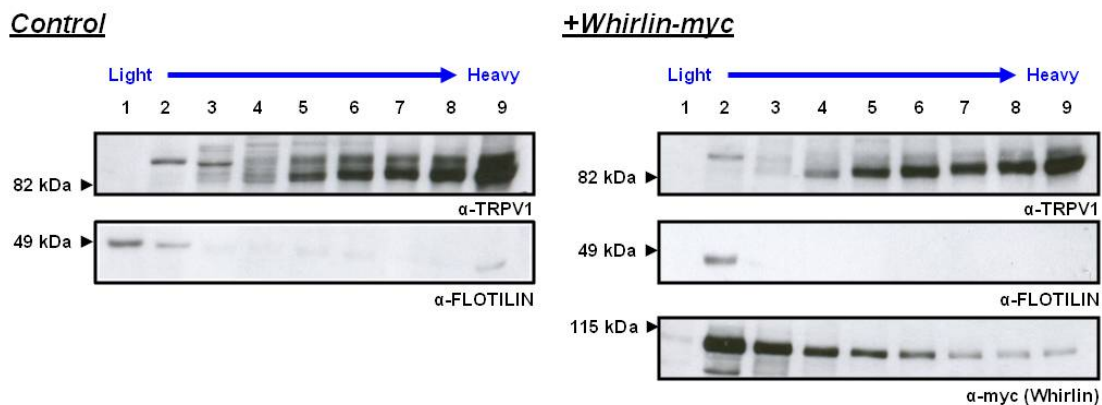 Control
Light Heavy
1 2 3 4 5 6 7 8 9
82 kDa
α-TRPV1
49 kDa
α-FLOTILIN
+Whirlin-myc
Light Heavy
1 2 3 4 5 6 7 8 9
82 kDa
α-TRPV1
49 kDa
α-FLOTILIN
115 kDa
α-myc (Whirlin)